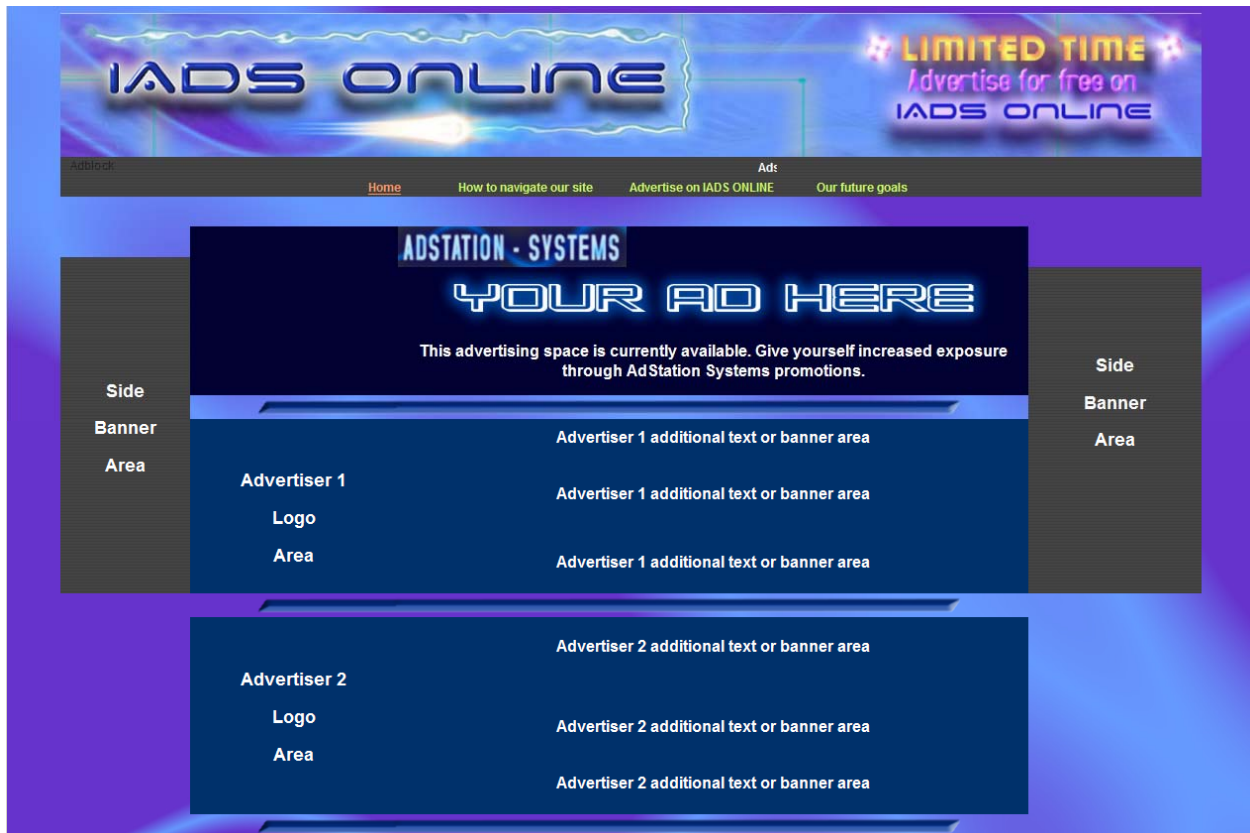 IADS ONLINE
LIMITED TIME
Advertise for free on
IADS ONLINE
Adblock
Ads
Home How to navigate our site Advertise on IADS ONLINE Our future goals
ADSTATION - SYSTEMS
YOUR AD HERE
This advertising space is currently available. Give yourself increased exposure
through AdStation Systems promotions.
Side
Banner
Area
Advertiser 1
Logo
Area
Advertiser 1 additional text or banner area
Advertiser 1 additional text or banner area
Advertiser 1 additional text or banner area
Side
Banner
Area
Advertiser 2
Logo
Area
Advertiser 2 additional text or banner area
Advertiser 2 additional text or banner area
Advertiser 2 additional text or banner area